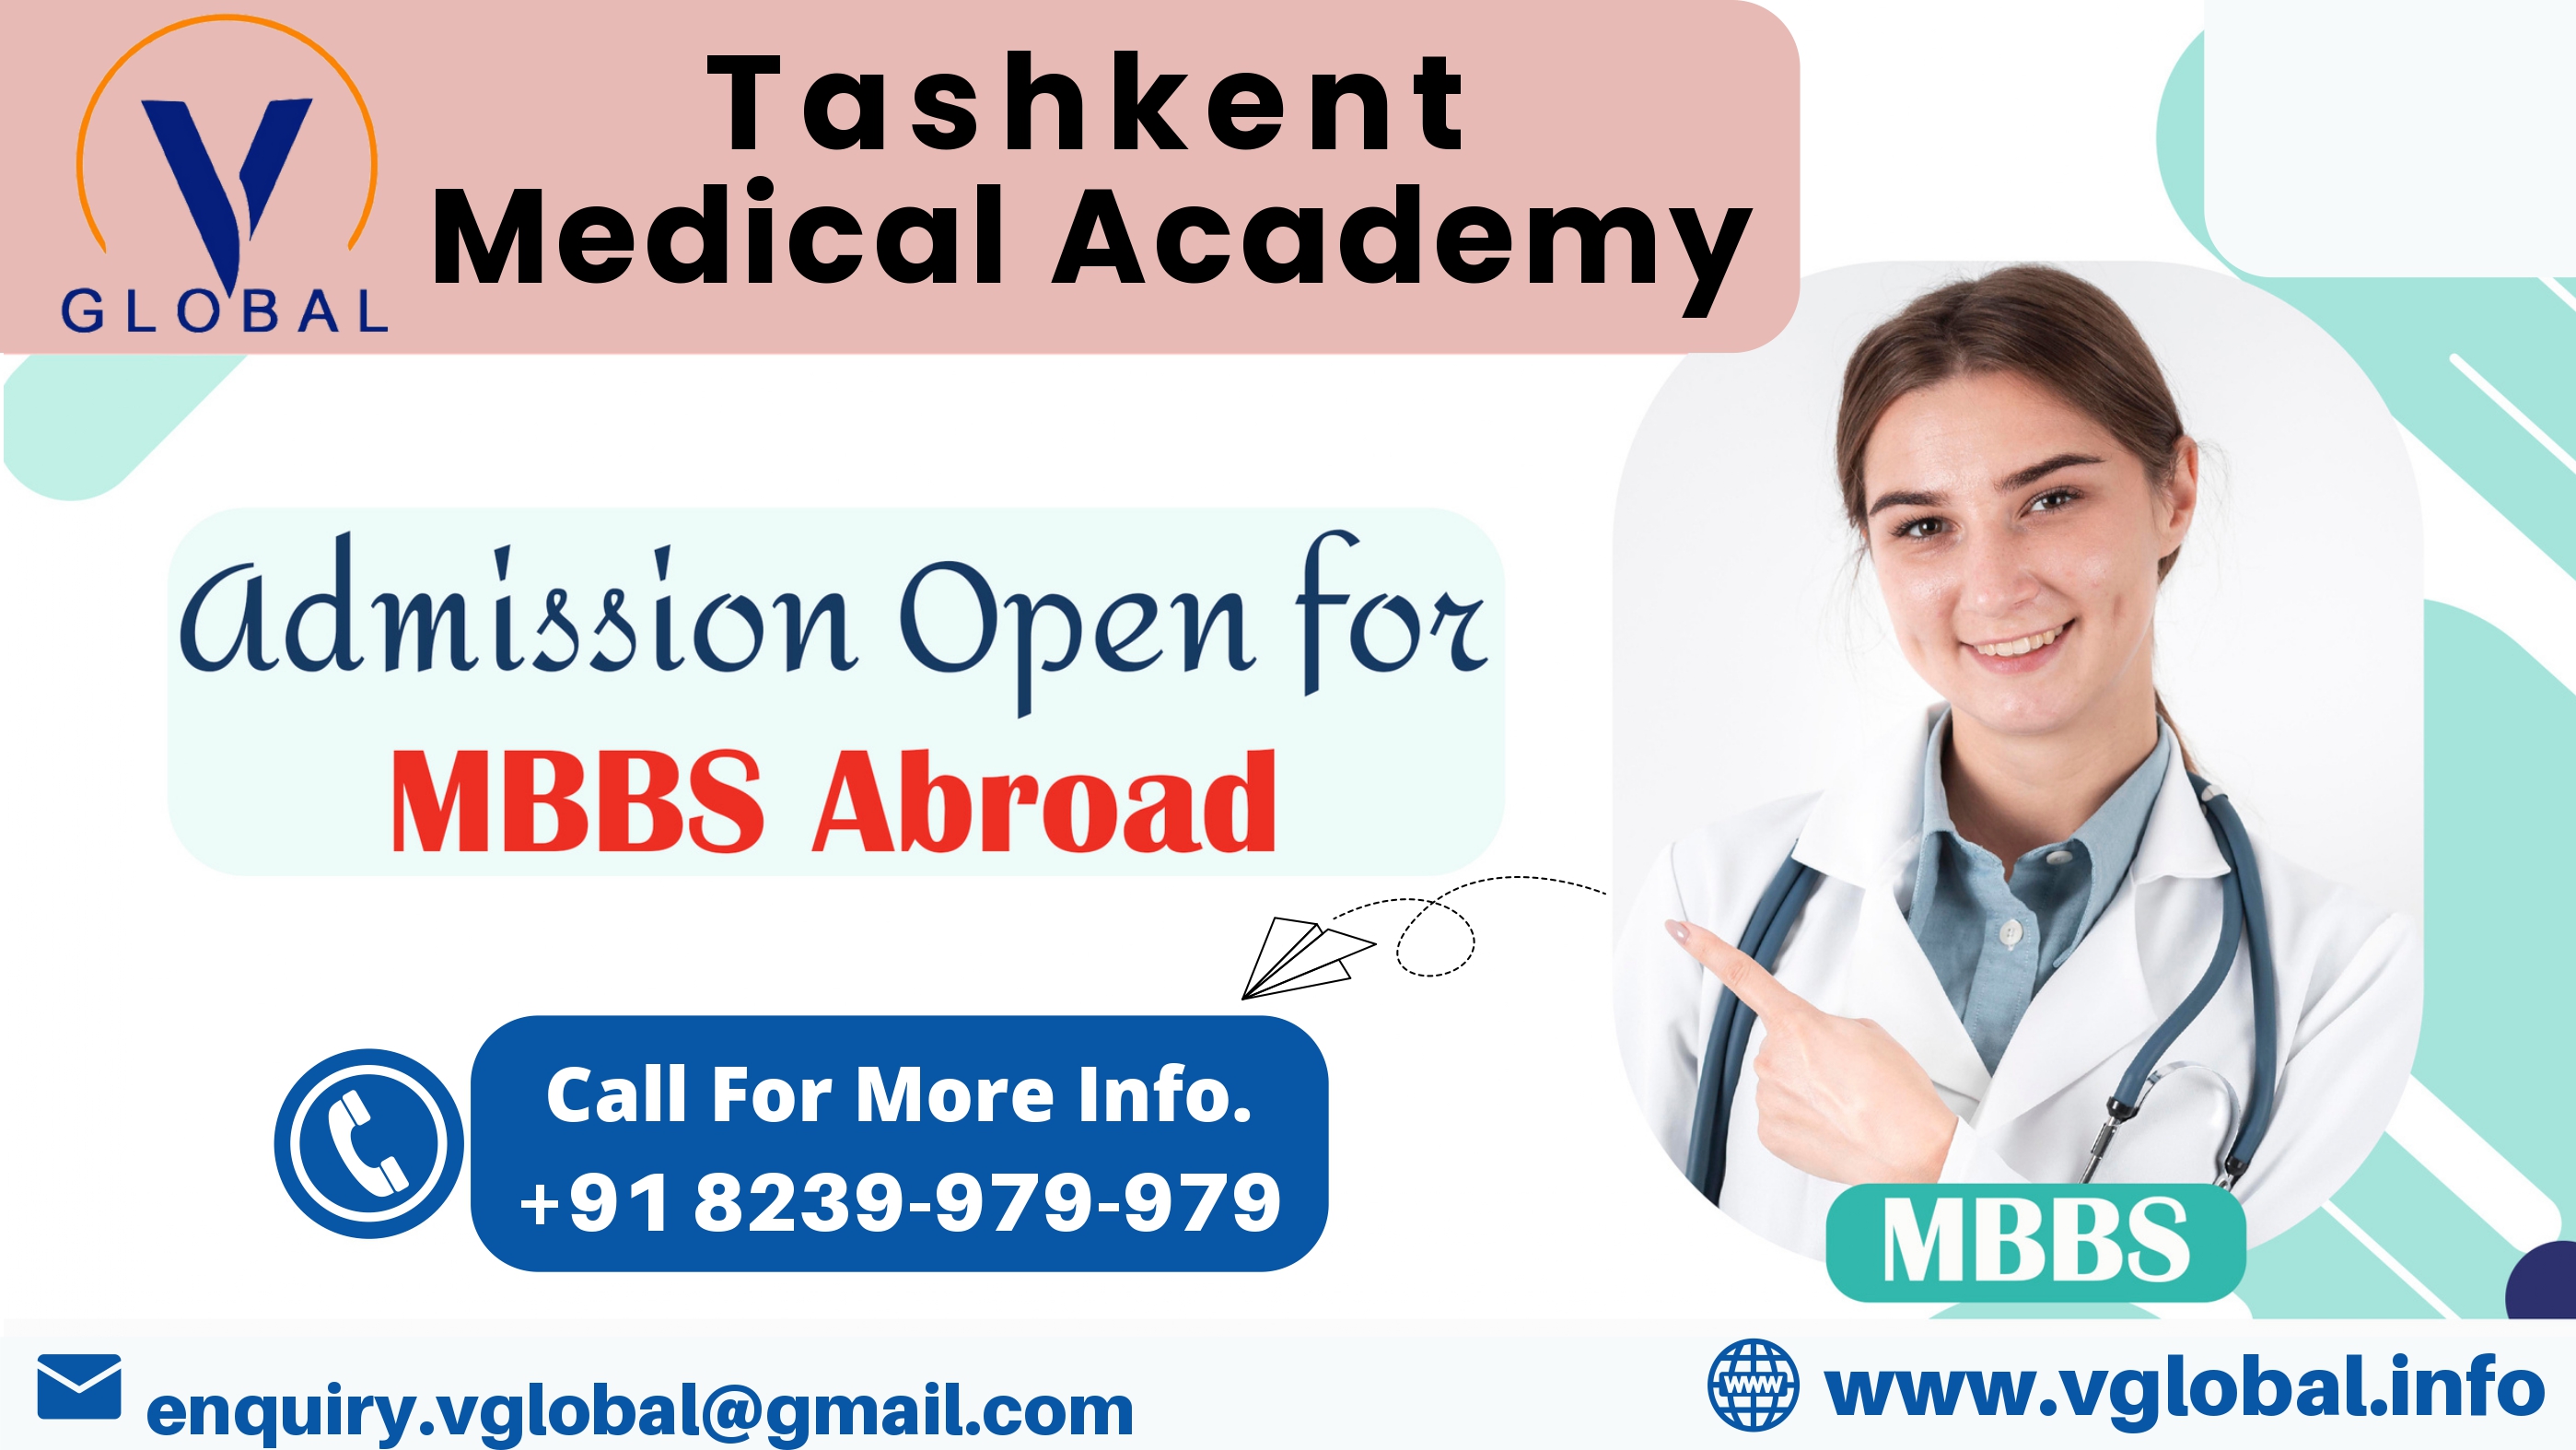 V
GLOBAL
Tashkent
Medical Academy
Admission Open for
MBBS Abroad
Call For More Info.
+91 8239-979-979
MBBS
enquiry.vglobal@gmail.com
www
www.vglobal.info